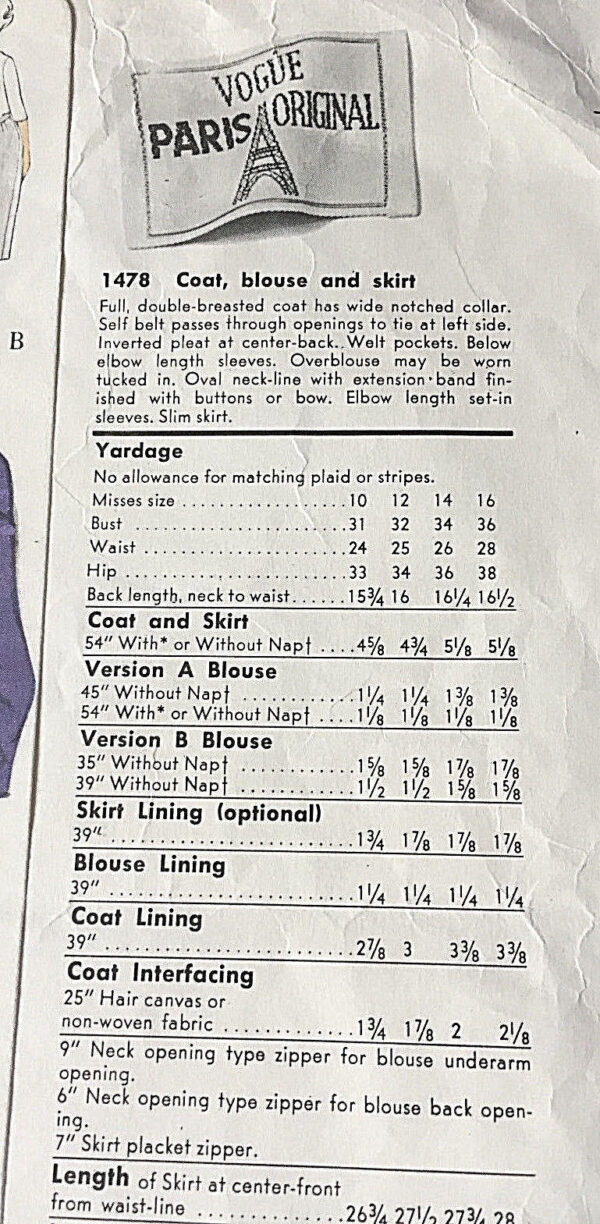 VOGUE
PARIS ORIGINAL
1478 Coat, blouse and skirt
Full, double-breasted coat has wide notched collar.
Self belt passes through openings to tie at left side.
Inverted pleat at center-back. Welt pockets. Below
elbow length sleeves. Overblouse may be worn
tucked in. Oval neck-line with extension band fin-
ished with buttons or bow. Elbow length set-in
sleeves. Slim skirt.
B
Yardage
No allowance for matching plaid or stripes.
Misses size ................. 10 12 14 16
Bust ...................... 31 32 34 36
Waist ..................... 24 25 26 28
Hip ....................... 33 34 36 38
Back length, neck to waist...... 15¾ 16 16¼ 16½
Coat and Skirt
54" With* or Without Nap† .... 4⅝ 4¾ 5⅛ 5⅛
Version A Blouse
45" Without Nap† ............ 1¼ 1¼ 1⅜ 1⅜
54" With* or Without Nap† .... 1⅛ 1⅛ 1⅛ 1⅛
Version B Blouse
35" Without Nap† ............ 1⅝ 1⅝ 1⅞ 1⅞
39" Without Nap† ............ 1½ 1½ 1⅝ 1⅝
Skirt Lining (optional)
39" ......................... 1¾ 1⅞ 1⅞ 1⅞
Blouse Lining
39" ......................... 1¼ 1¼ 1¼ 1¼
Coat Lining
39" ......................... 2⅞ 3 3⅜ 3⅜
Coat Interfacing
25" Hair canvas or
non-woven fabric ............. 1¾ 1⅞ 2 2⅛
9" Neck opening type zipper for blouse underarm
opening.
6" Neck opening type zipper for blouse back open-
ing.
7" Skirt placket zipper.
Length of Skirt at center-front
from waist-line ............. 26¾ 27½ 27¾ 28